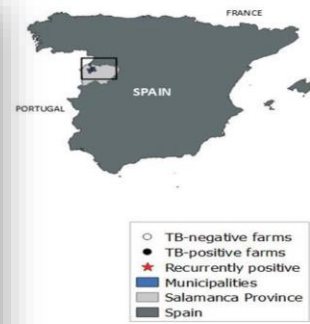 FRANCE
SPAIN
PORTUGAL
TB-negative farms
TB-positive farms
Recurrently positive
Municipalities
Salamanca Province
Spain